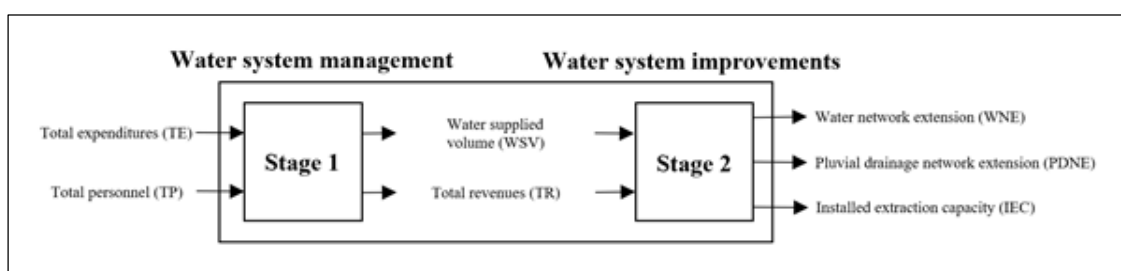 Water system management
Water system improvements
Total expenditures (TE)
Total personnel (TP)
Stage 1
Water supplied
volume (WSV)
Total revenues (TR)
Stage 2
Water network extension (WNE)
Pluvial drainage network extension (PDNE)
Installed extraction capacity (IEC)